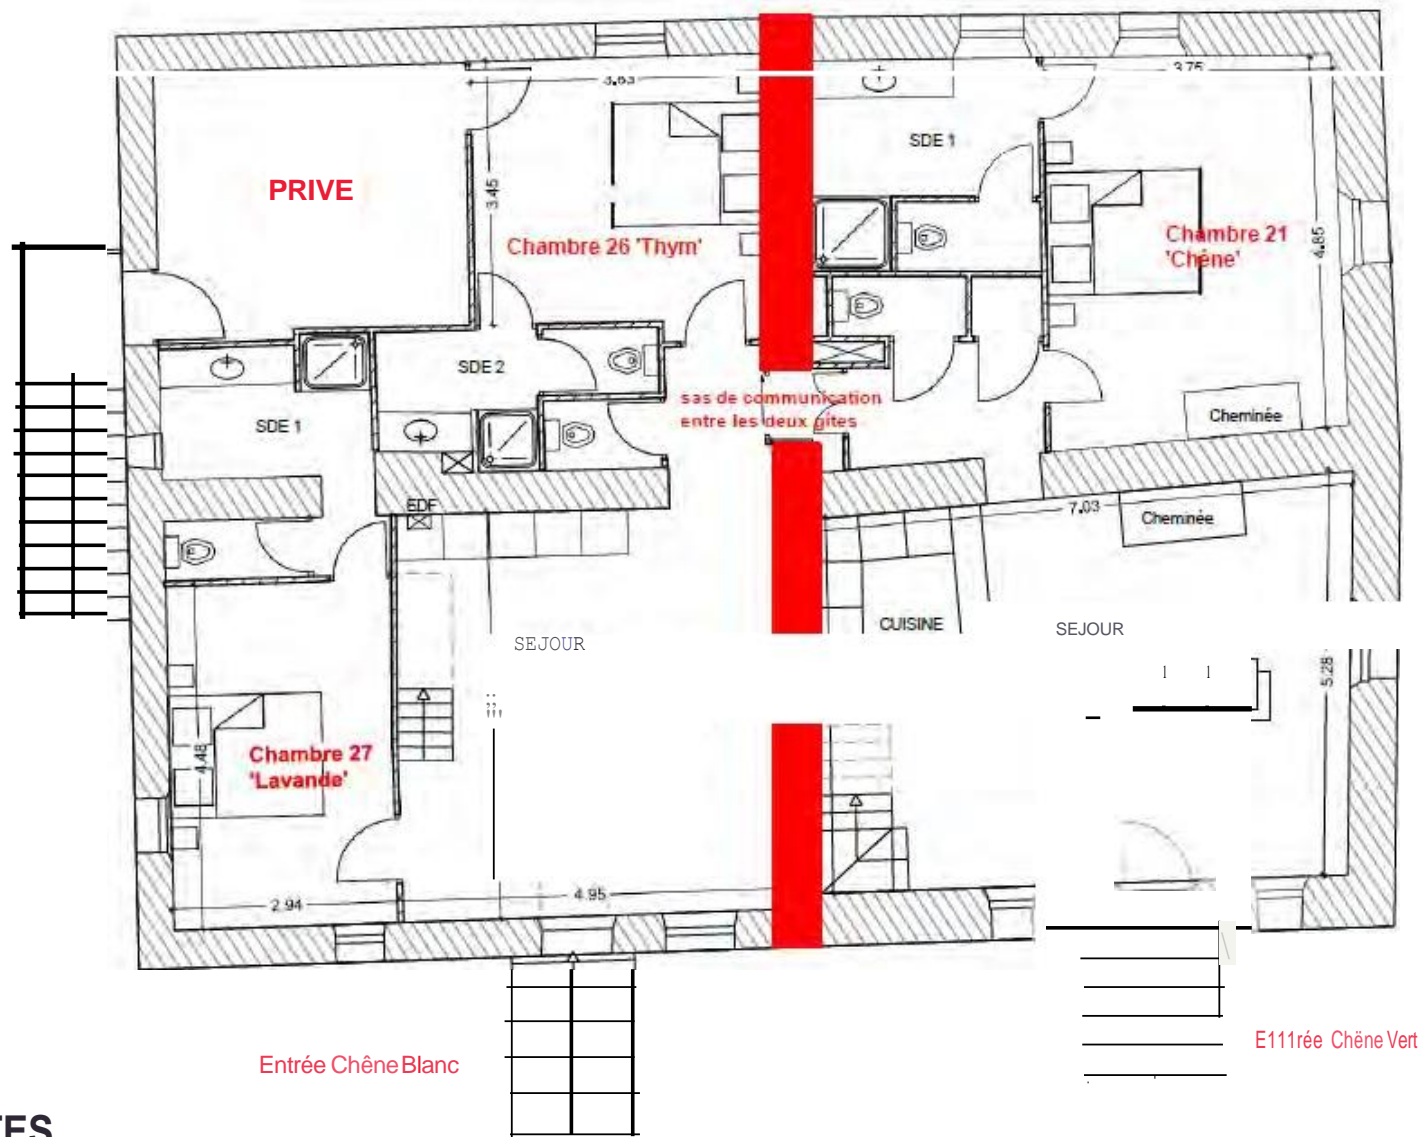 3.63
3.75
SDE 1
PRIVE
3.45
Chambre 26 'Thym'
Chambre 21
'Chêne'
4.85
SDE 2
sas de communication
entre les deux gîtes
Cheminée
SDE 1
EDF
7.03
Cheminée
CUISINE
SEJOUR
SEJOUR
5.28
Chambre 27
'Lavande'
4.48
2.94
4.95
Entrée Chêne Blanc
E111rée Chëne Vert
TES